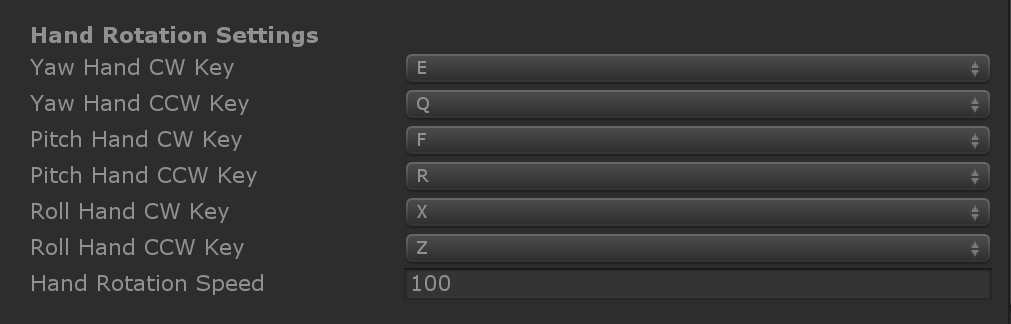 Hand Rotation Settings
Yaw Hand CW Key E
Yaw Hand CCW Key Q
Pitch Hand CW Key F
Pitch Hand CCW Key R
Roll Hand CW Key X
Roll Hand CCW Key Z
Hand Rotation Speed 100